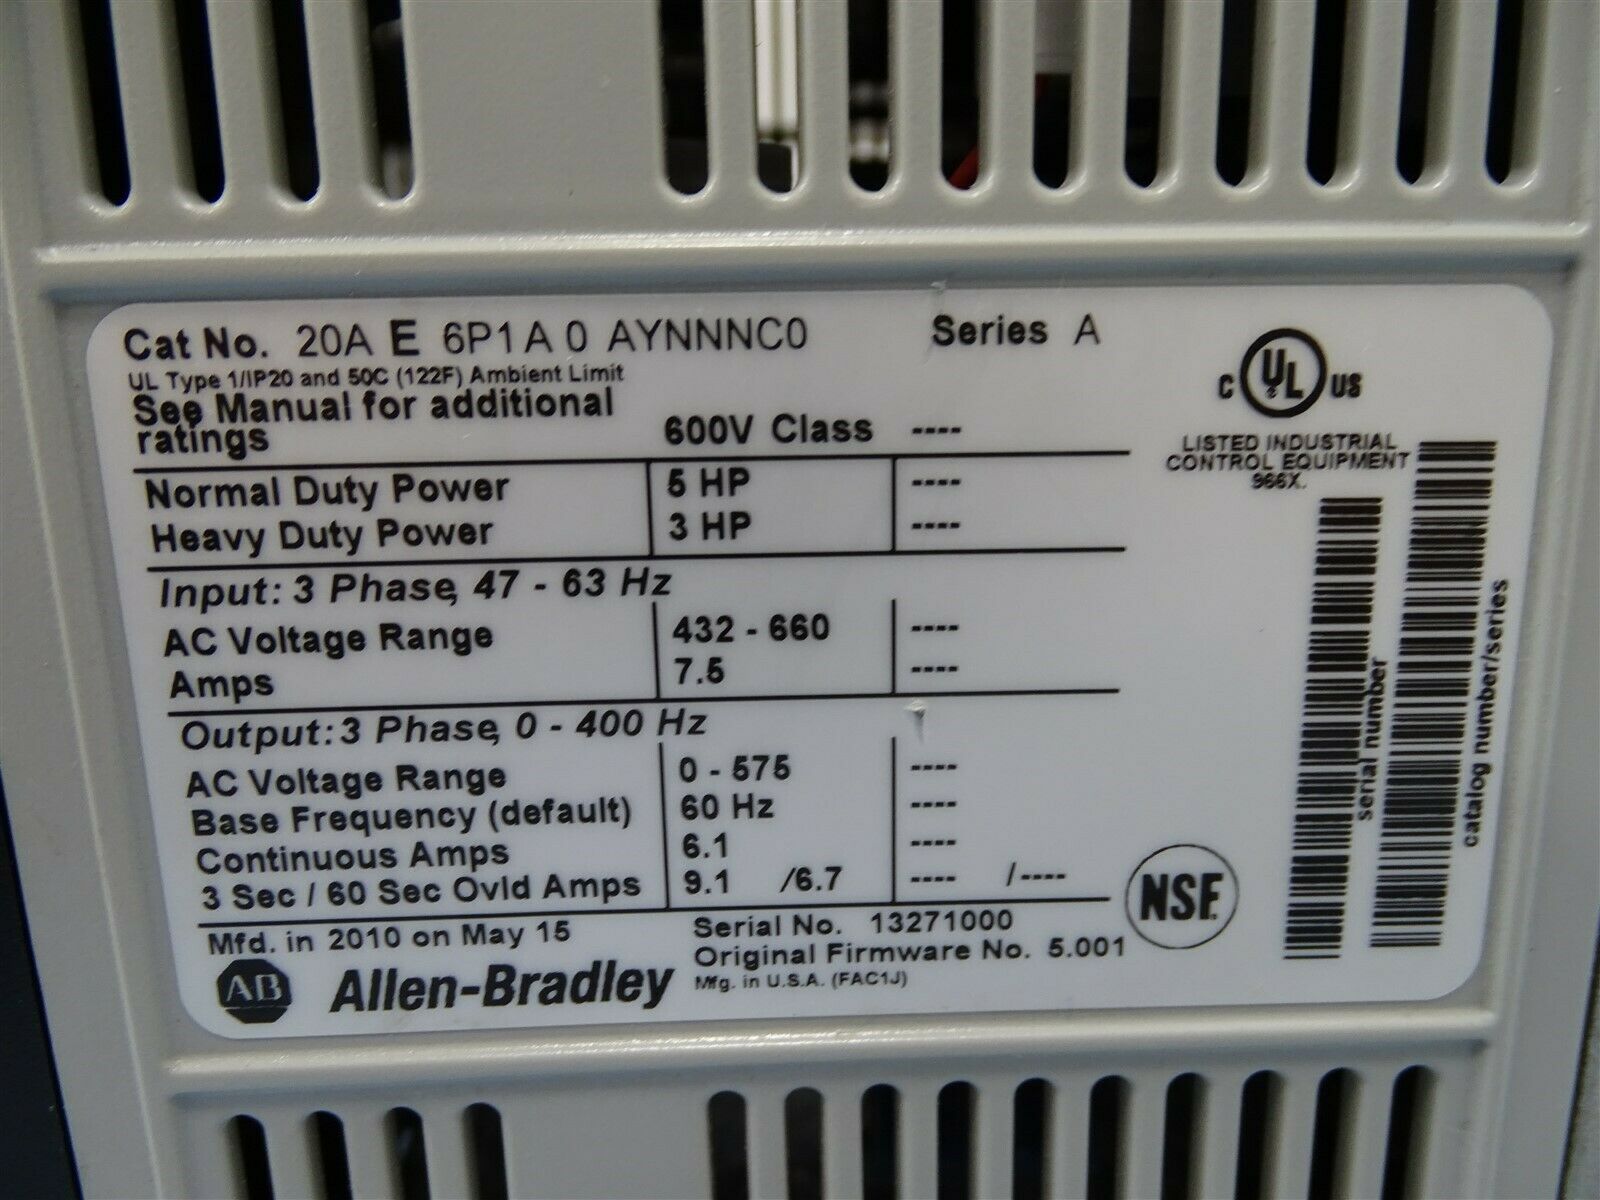 Cat No. 20A E 6P1 A 0 AYNNNC0 Series A
UL Type 1/IP20 and 50C (122F) Ambient Limit
See Manual for additional
ratings
600V Class ----
Normal Duty Power 5 HP ----
Heavy Duty Power 3 HP ----
Input: 3 Phase, 47 - 63 Hz
AC Voltage Range 432 - 660 ----
Amps 7.5 ----
Output: 3 Phase, 0 - 400 Hz
AC Voltage Range 0 - 575 ----
Base Frequency (default) 60 Hz ----
Continuous Amps 6.1 ----
3 Sec / 60 Sec Ovld Amps 9.1 /6.7 ---- /----
Mfd. in 2010 on May 15
Serial No. 13271000
Original Firmware No. 5.001
Mfg. in U.S.A. (FAC1J)
AB Allen-Bradley
C UL US
LISTED INDUSTRIAL
CONTROL EQUIPMENT
966X.
serial number
catalog number/series
NSF.